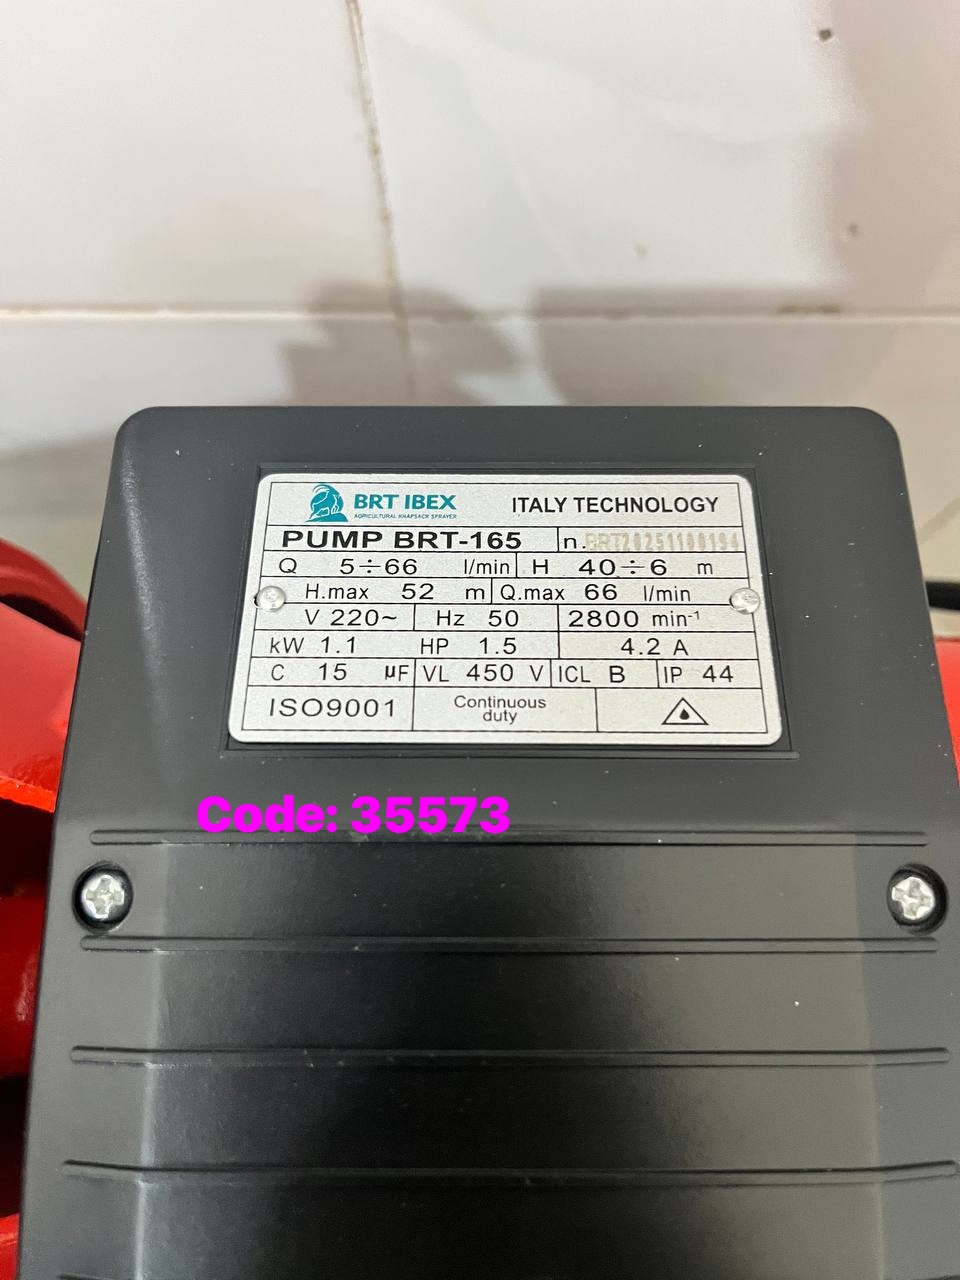 BRT IBEX ITALY TECHNOLOGY
AGRICULTURAL KNAPSACK SPRAYER
PUMP BRT-165 n. BRT20251100194
Q 5÷66 l/min H 40÷6 m
H.max 52 m Q.max 66 l/min
V 220~ Hz 50 2800 min⁻¹
kW 1.1 HP 1.5 4.2 A
C 15 µF VL 450 V ICL B IP 44
ISO9001 Continuous duty
Code: 35573